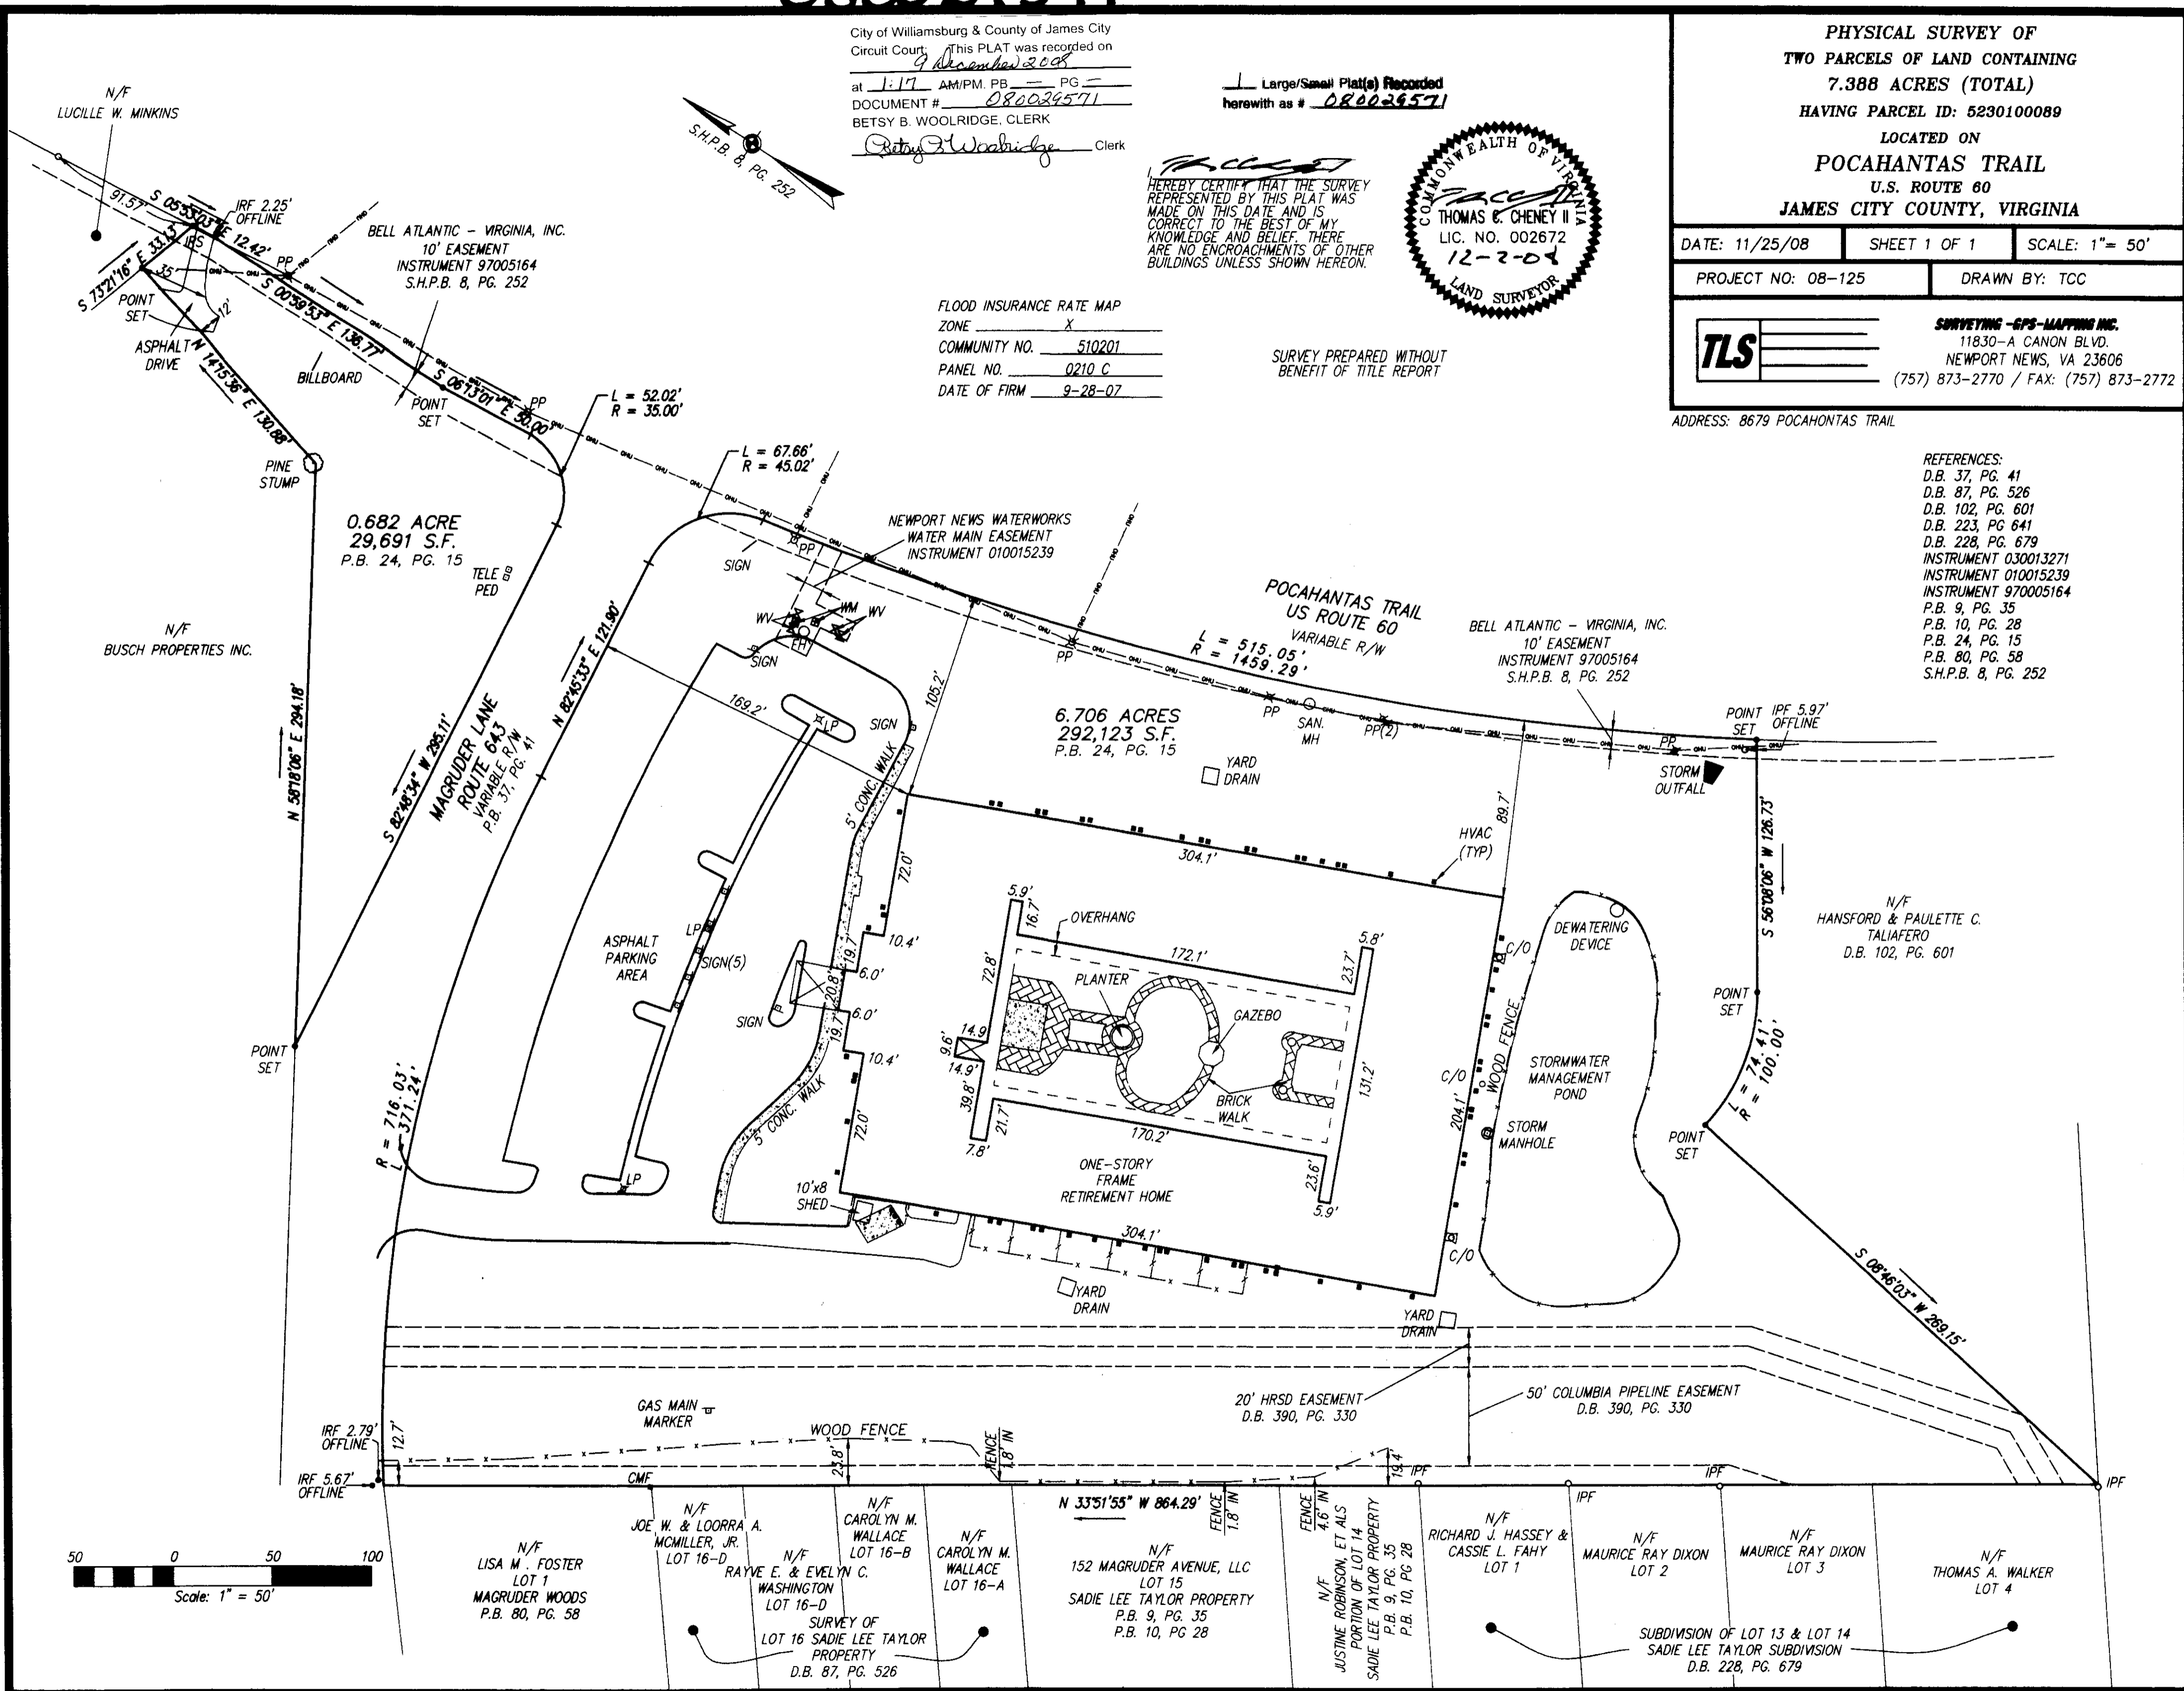 City of Williamsburg & County of James City
Circuit Court: This PLAT was recorded on
9 December 2008
at 1:17 AM/PM. PB — PG —
DOCUMENT # 080029571
BETSY B. WOOLRIDGE, CLERK
Betsy B Woolridge Clerk
1 Large/Small Plat(s) Recorded
herewith as # 080029571
PHYSICAL SURVEY OF
TWO PARCELS OF LAND CONTAINING
7.388 ACRES (TOTAL)
HAVING PARCEL ID: 5230100089
LOCATED ON
POCAHANTAS TRAIL
U.S. ROUTE 60
JAMES CITY COUNTY, VIRGINIA
DATE: 11/25/08
SHEET 1 OF 1
SCALE: 1"= 50'
PROJECT NO: 08-125
DRAWN BY: TCC
TLS
SURVEYING -GPS-MAPPING INC.
11830-A CANON BLVD.
NEWPORT NEWS, VA 23606
(757) 873-2770 / FAX: (757) 873-2772
ADDRESS: 8679 POCAHONTAS TRAIL
I,
HEREBY CERTIFY THAT THE SURVEY
REPRESENTED BY THIS PLAT WAS
MADE ON THIS DATE AND IS
CORRECT TO THE BEST OF MY
KNOWLEDGE AND BELIEF. THERE
ARE NO ENCROACHMENTS OF OTHER
BUILDINGS UNLESS SHOWN HEREON.
COMMONWEALTH OF VIRGINIA
THOMAS C. CHENEY II
LIC. NO. 002672
12-2-08
LAND SURVEYOR
S.H.P.B. 8, PG. 252
FLOOD INSURANCE RATE MAP
ZONE X
COMMUNITY NO. 510201
PANEL NO. 0210 C
DATE OF FIRM 9-28-07
SURVEY PREPARED WITHOUT
BENEFIT OF TITLE REPORT
REFERENCES:
D.B. 37, PG. 41
D.B. 87, PG. 526
D.B. 102, PG. 601
D.B. 223, PG 641
D.B. 228, PG. 679
INSTRUMENT 030013271
INSTRUMENT 010015239
INSTRUMENT 970005164
P.B. 9, PG. 35
P.B. 10, PG. 28
P.B. 24, PG. 15
P.B. 80, PG. 58
S.H.P.B. 8, PG. 252
N/F
LUCILLE W. MINKINS
91.57'
S 05°53'03" E 12.42'
IRF 2.25'
OFFLINE
IRS
S 73°21'16" E 33.13'
35'
12'
POINT
SET
ASPHALT
DRIVE
N 14°15'36" E 130.88'
BILLBOARD
PP
OHU
S 00°59'53" E 136.77'
BELL ATLANTIC - VIRGINIA, INC.
10' EASEMENT
INSTRUMENT 97005164
S.H.P.B. 8, PG. 252
POINT
SET
S 06°13'01" E 50.00'
PP
L = 52.02'
R = 35.00'
L = 67.66'
R = 45.02'
PINE
STUMP
0.682 ACRE
29,691 S.F.
P.B. 24, PG. 15
TELE
PED
N/F
BUSCH PROPERTIES INC.
N 58°18'06" E 294.18'
S 82°48'34" W 295.11'
MAGRUDER LANE
ROUTE 643
VARIABLE R/W
P.B. 37, PG. 41
N 82°45'33" E 121.90'
POINT
SET
R = 716.03'
L = 371.24'
NEWPORT NEWS WATERWORKS
WATER MAIN EASEMENT
INSTRUMENT 010015239
SIGN
PP
WV
WM
WV
FH
SIGN
169.2'
105.2'
LP
SIGN
5' CONC. WALK
POCAHANTAS TRAIL
US ROUTE 60
VARIABLE R/W
L = 515.05'
R = 1459.29'
PP
PP
SAN.
MH
PP(2)
BELL ATLANTIC - VIRGINIA, INC.
10' EASEMENT
INSTRUMENT 97005164
S.H.P.B. 8, PG. 252
PP
POINT
SET
IPF 5.97'
OFFLINE
STORM
OUTFALL
6.706 ACRES
292,123 S.F.
P.B. 24, PG. 15
YARD
DRAIN
89.7'
HVAC
(TYP)
304.1'
72.0'
S 56°08'06" W 126.73'
N/F
HANSFORD & PAULETTE C.
TALIAFERO
D.B. 102, PG. 601
POINT
SET
L = 74.41'
R = 100.00'
POINT
SET
S 08°46'03" W 269.15'
ASPHALT
PARKING
AREA
LP
SIGN(5)
SIGN
LP
10.4'
19.7'
6.0'
20.8'
6.0'
19.7'
10.4'
72.0'
5' CONC. WALK
10'x8
SHED
5.9'
16.7'
OVERHANG
172.1'
5.8'
23.7'
72.8'
PLANTER
GAZEBO
14.9
9.6'
14.9'
39.8'
21.7'
7.8'
BRICK
WALK
131.2'
170.2'
23.6'
5.9'
ONE-STORY
FRAME
RETIREMENT HOME
304.1'
204.1'
DEWATERING
DEVICE
C/O
WOOD FENCE
STORMWATER
MANAGEMENT
POND
C/O
STORM
MANHOLE
C/O
YARD
DRAIN
YARD
DRAIN
20' HRSD EASEMENT
D.B. 390, PG. 330
50' COLUMBIA PIPELINE EASEMENT
D.B. 390, PG. 330
GAS MAIN
MARKER
WOOD FENCE
IRF 2.79'
OFFLINE
12.7'
IRF 5.67'
OFFLINE
CMF
23.8'
FENCE
1.8' IN
N 33°51'55" W 864.29'
FENCE
1.8' IN
FENCE
4.6' IN
19.4'
IPF
IPF
IPF
IPF
50 0 50 100
Scale: 1" = 50'
N/F
LISA M . FOSTER
LOT 1
MAGRUDER WOODS
P.B. 80, PG. 58
N/F
JOE W. & LOORRA A.
MCMILLER, JR.
LOT 16-D
N/F
RAYVE E. & EVELYN C.
WASHINGTON
LOT 16-D
N/F
CAROLYN M.
WALLACE
LOT 16-B
N/F
CAROLYN M.
WALLACE
LOT 16-A
SURVEY OF
LOT 16 SADIE LEE TAYLOR
PROPERTY
D.B. 87, PG. 526
N/F
152 MAGRUDER AVENUE, LLC
LOT 15
SADIE LEE TAYLOR PROPERTY
P.B. 9, PG. 35
P.B. 10, PG 28
N/F
JUSTINE ROBINSON, ET ALS
PORTION OF LOT 14
SADIE LEE TAYLOR PROPERTY
P.B. 9, PG. 35
P.B. 10, PG 28
N/F
RICHARD J. HASSEY &
CASSIE L. FAHY
LOT 1
N/F
MAURICE RAY DIXON
LOT 2
N/F
MAURICE RAY DIXON
LOT 3
N/F
THOMAS A. WALKER
LOT 4
SUBDIVISION OF LOT 13 & LOT 14
SADIE LEE TAYLOR SUBDIVISION
D.B. 228, PG. 679